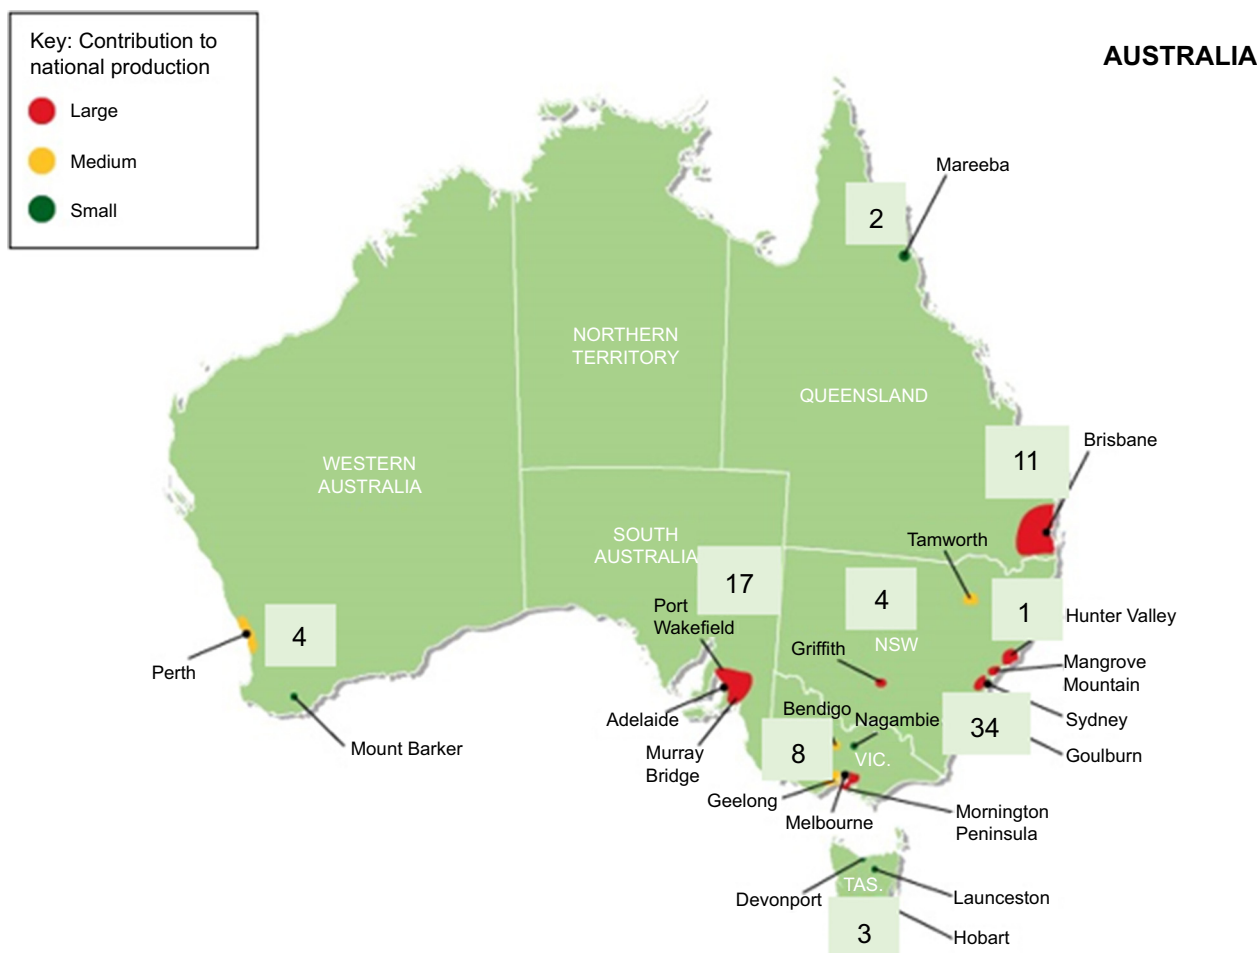 Key: Contribution to
national production
Large
Medium
Small
AUSTRALIA
Mareeba
2
NORTHERN
TERRITORY
QUEENSLAND
WESTERN
AUSTRALIA
11
Brisbane
SOUTH
AUSTRALIA
Tamworth
17
4
1
Port
Wakefield
Hunter Valley
4
NSW
Griffith
Perth
Mangrove
Mountain
Adelaide
Bendigo
Nagambie
Sydney
34
Mount Barker
Murray
Bridge
8
VIC.
Goulburn
Geelong
Melbourne
Mornington
Peninsula
TAS.
Devonport
Launceston
3
Hobart